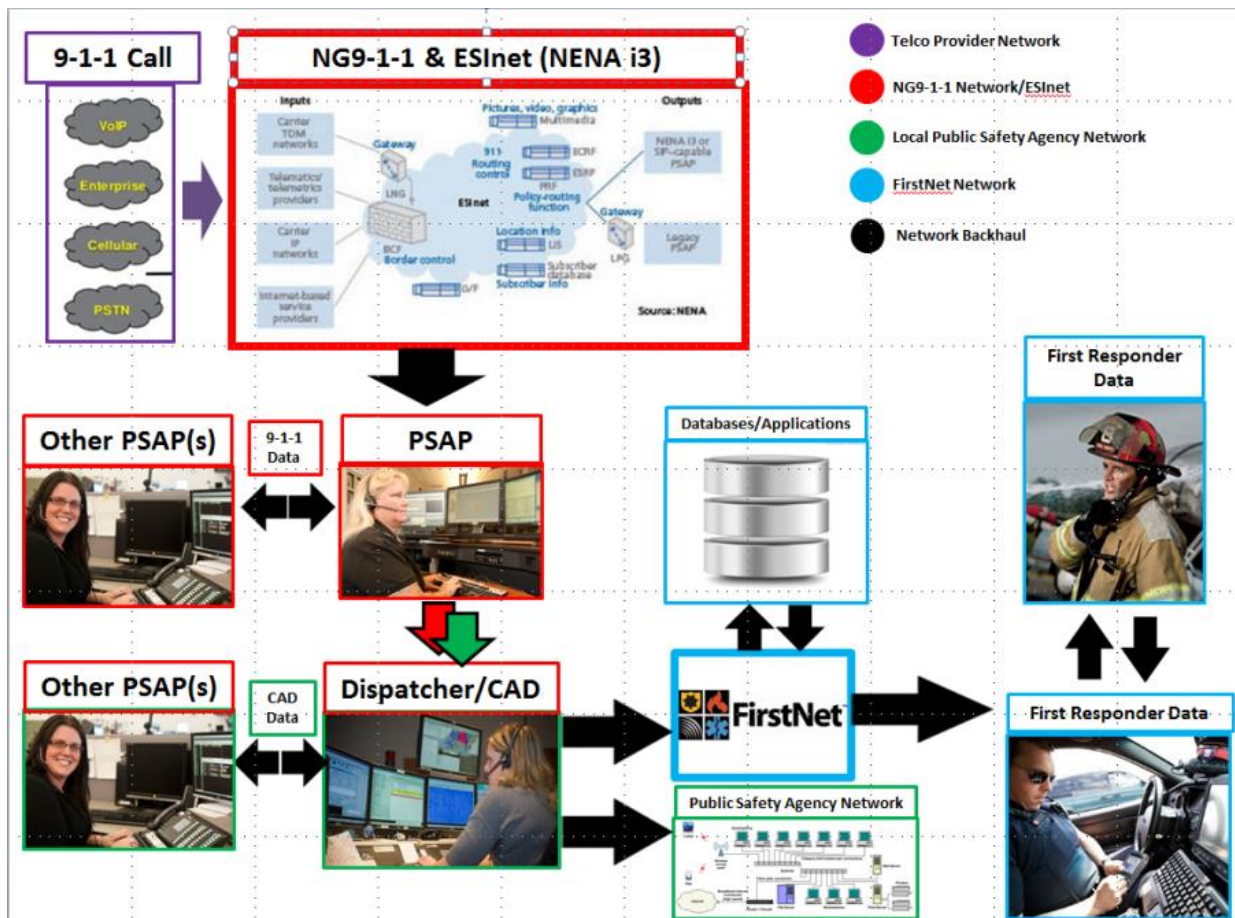 9-1-1 Call
VoIP
Enterprise
Cellular
PSTN
NG9-1-1 & ESInet (NENA i3)
Inputs
Carrier
TDM
networks
Telematics/
telemetrics
providers
Carrier
IP
networks
Internet-based
service
providers
Gateway
LNG
BCF
Border control
ESInet
Pictures, video, graphics
Multimedia
911
Routing
control
ECRF
ESRP
PRF
Policy-routing
function
Location info
LIS
Subscriber
database
Subscriber info
LVF
Outputs
NENA i3 or
SIP-capable
PSAP
Gateway
LPG
Legacy
PSAP
Source: NENA
Telco Provider Network
NG9-1-1 Network/ESInet
Local Public Safety Agency Network
FirstNet Network
Network Backhaul
Other PSAP(s)
9-1-1
Data
PSAP
Databases/Applications
First Responder
Data
Other PSAP(s)
CAD
Data
Dispatcher/CAD
FirstNet™
First Responder Data
Public Safety Agency Network